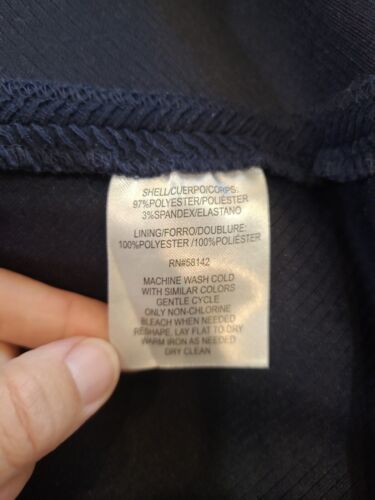 SHELL/CUERPO/CORPS:
97%POLYESTER/POLIÉSTER
3%SPANDEX/ELASTANO
LINING/FORRO/DOUBLURE:
100%POLYESTER /100%POLIÉSTER
RN#58142
MACHINE WASH COLD
WITH SIMILAR COLORS
GENTLE CYCLE
ONLY NON-CHLORINE
BLEACH WHEN NEEDED
RESHAPE, LAY FLAT TO DRY
WARM IRON AS NEEDED
DRY CLEAN